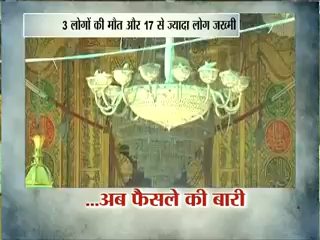 3 लोगों की मौत और 17 से ज्यादा लोग जख्मी
...अब फैसले की बारी